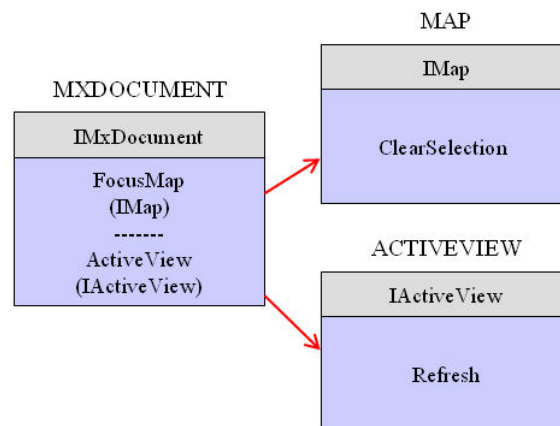 MXDOCUMENT
IMxDocument
FocusMap
(IMap)
-------
ActiveView
(IActiveView)
MAP
IMap
ClearSelection
ACTIVEVIEW
IActiveView
Refresh